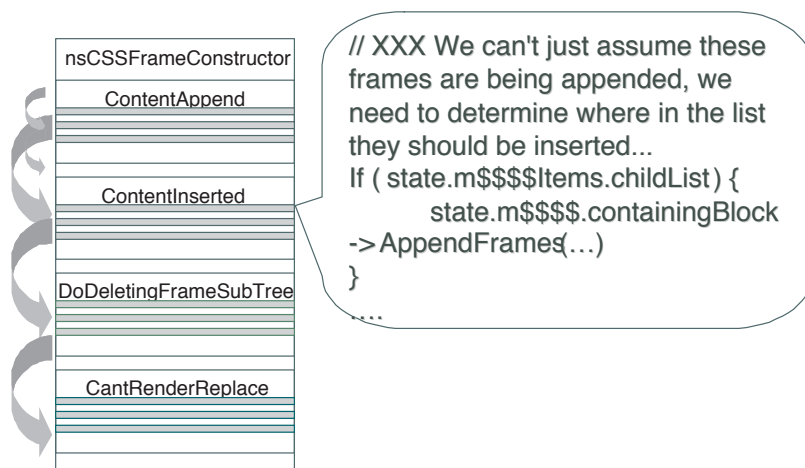 nsCSSFrameConstructor
ContentAppend
ContentInserted
DoDeletingFrameSubTree
CantRenderReplace
// XXX We can't just assume these
frames are being appended, we
need to determine where in the list
they should be inserted...
If ( state.m$$$$Items.childList) {
state.m$$$$.containingBlock
->AppendFrames(…)
}
….